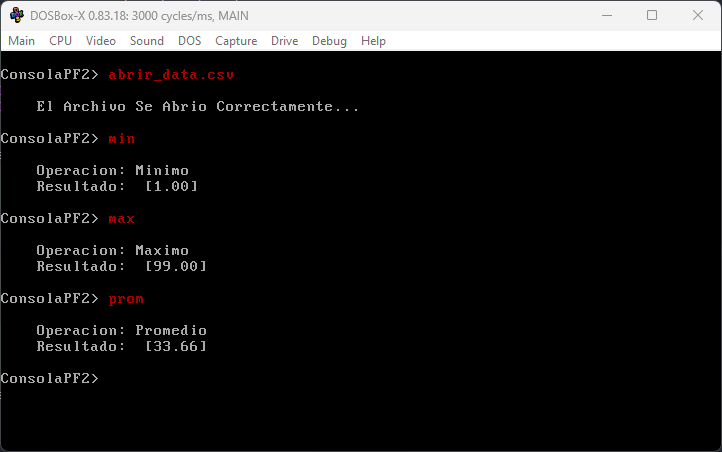 DOSBox-X 0.83.18: 3000 cycles/ms, MAIN
Main CPU Video Sound DOS Capture Drive Debug Help
ConsolaPF2> abrir_data.csv
El Archivo Se Abrio Correctamente...
ConsolaPF2> min
Operacion: Minimo
Resultado:  [1.00]
ConsolaPF2> max
Operacion: Maximo
Resultado:  [99.00]
ConsolaPF2> prom
Operacion: Promedio
Resultado:  [33.66]
ConsolaPF2>